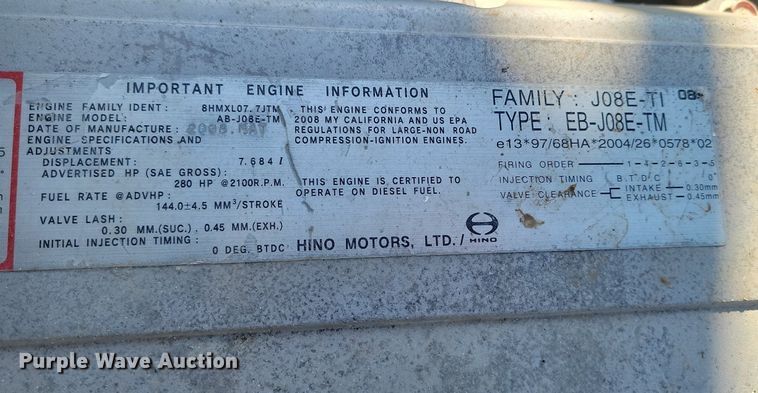 IMPORTANT ENGINE INFORMATION
ENGINE FAMILY IDENT: 8HMXL07.7JTM
ENGINE MODEL: AB-J08E-TM
DATE OF MANUFACTURE: 2008.MAY
ENGINE SPECIFICATIONS AND
ADJUSTMENTS
DISPLACEMENT: 7.684 l
ADVERTISED HP (SAE GROSS):
280 HP @2100R.P.M.
FUEL RATE @ADVHP:
144.0±4.5 MM³/STROKE
VALVE LASH:
0.30 MM.(SUC.), 0.45 MM.(EXH.)
INITIAL INJECTION TIMING:
0 DEG. BTDC
THIS ENGINE CONFORMS TO
2008 MY CALIFORNIA AND US EPA
REGULATIONS FOR LARGE-NON ROAD
COMPRESSION-IGNITION ENGINES.
THIS ENGINE IS CERTIFIED TO
OPERATE ON DIESEL FUEL.
HINO MOTORS, LTD./
HINO
FAMILY: J08E-TI 08
TYPE: EB-J08E-TM
e13*97/68HA*2004/26*0578*02
FIRING ORDER 1-4-2-6-3-5
INJECTION TIMING B.T.D.C 0°
VALVE CLEARANCE INTAKE 0.30mm
EXHAUST 0.45mm
5
Purple Wave Auction